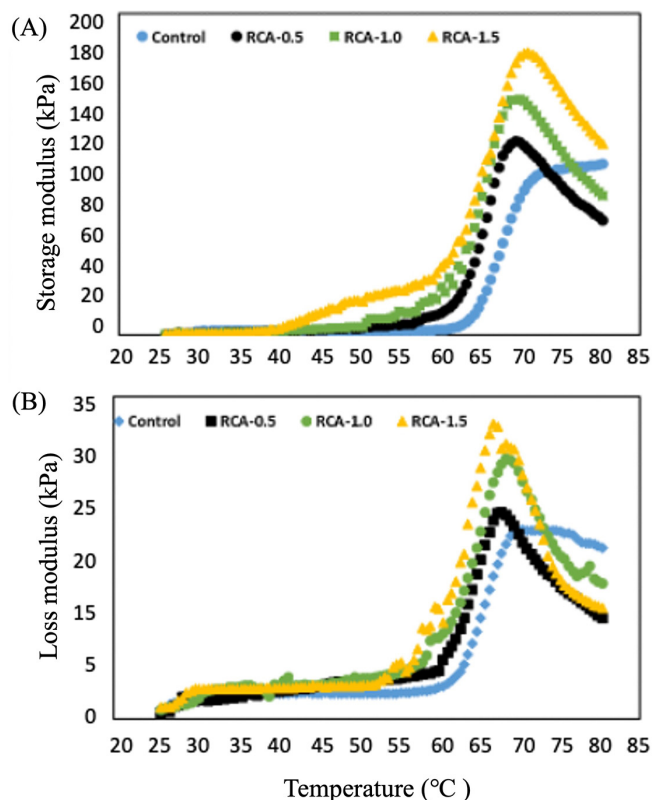 (A)
Storage modulus (kPa)
200
180
160
140
120
100
80
60
40
20
0
Control RCA-0.5 RCA-1.0 RCA-1.5
20 25 30 35 40 45 50 55 60 65 70 75 80 85
(B)
Loss modulus (kPa)
35
30
25
20
15
5
0
Control RCA-0.5 RCA-1.0 RCA-1.5
20 25 30 35 40 45 50 55 60 65 70 75 80 85
Temperature (°C )